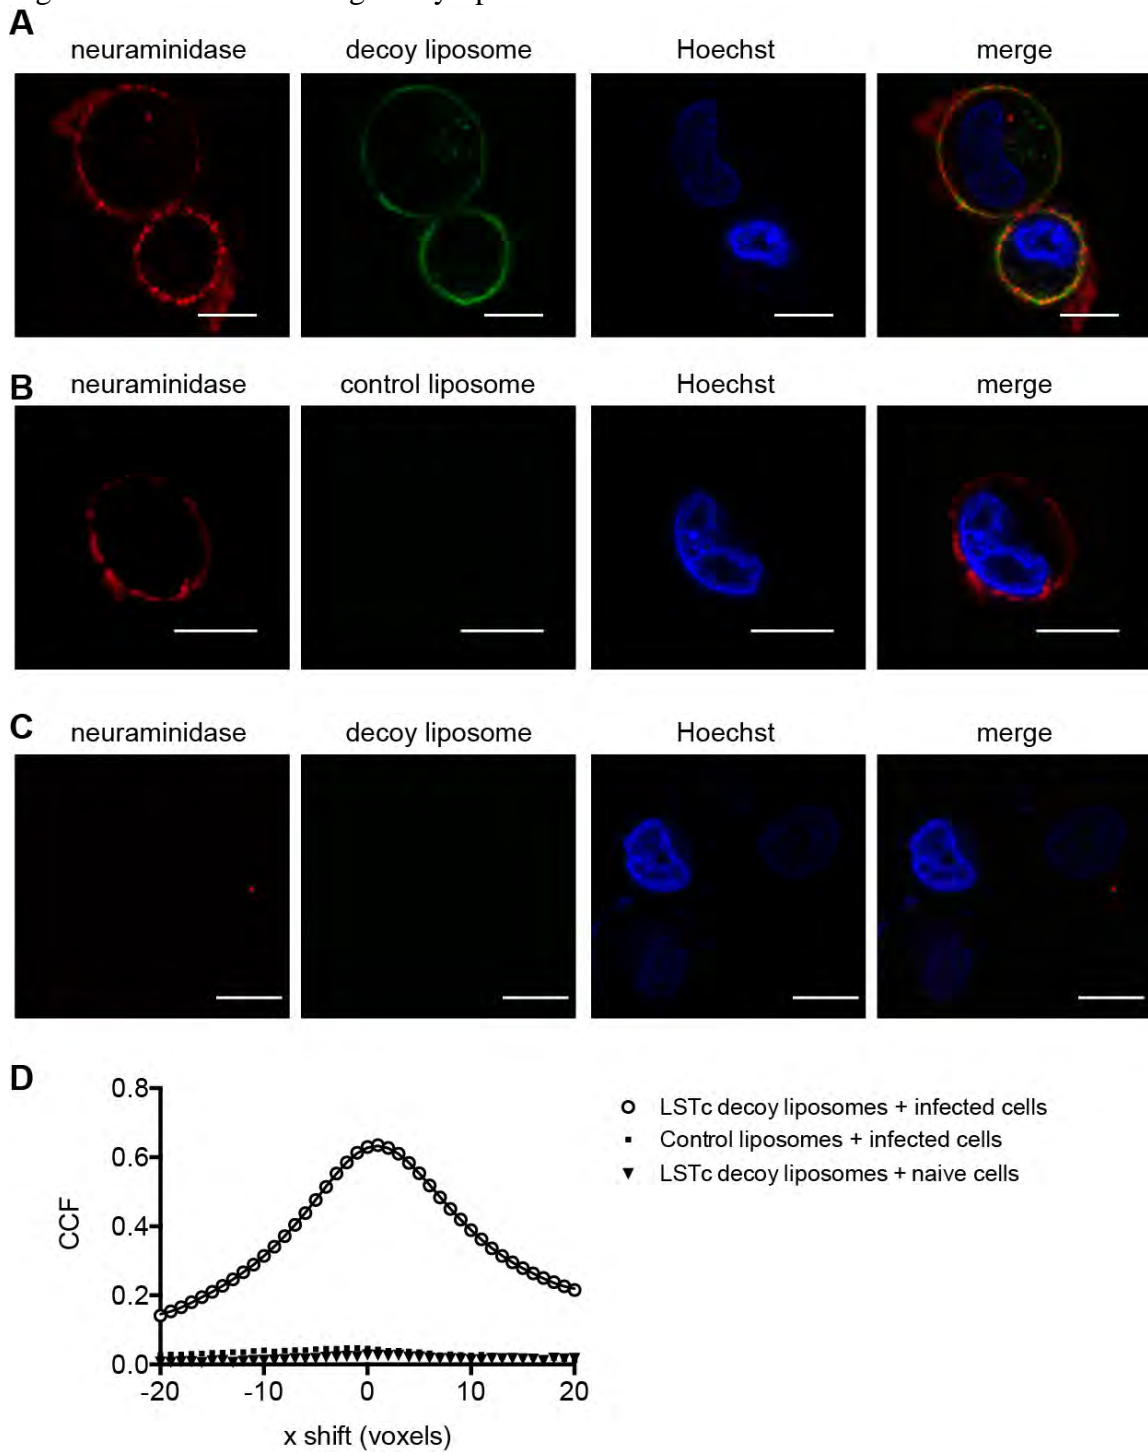 A
neuraminidase decoy liposome Hoechst merge
B
neuraminidase control liposome Hoechst merge
C
neuraminidase decoy liposome Hoechst merge
D
0.8
0.6
0.4
0.2
0.0
CCF
-20 -10 0 10 20
x shift (voxels)
LSTc decoy liposomes + infected cells
Control liposomes + infected cells
LSTc decoy liposomes + naive cells